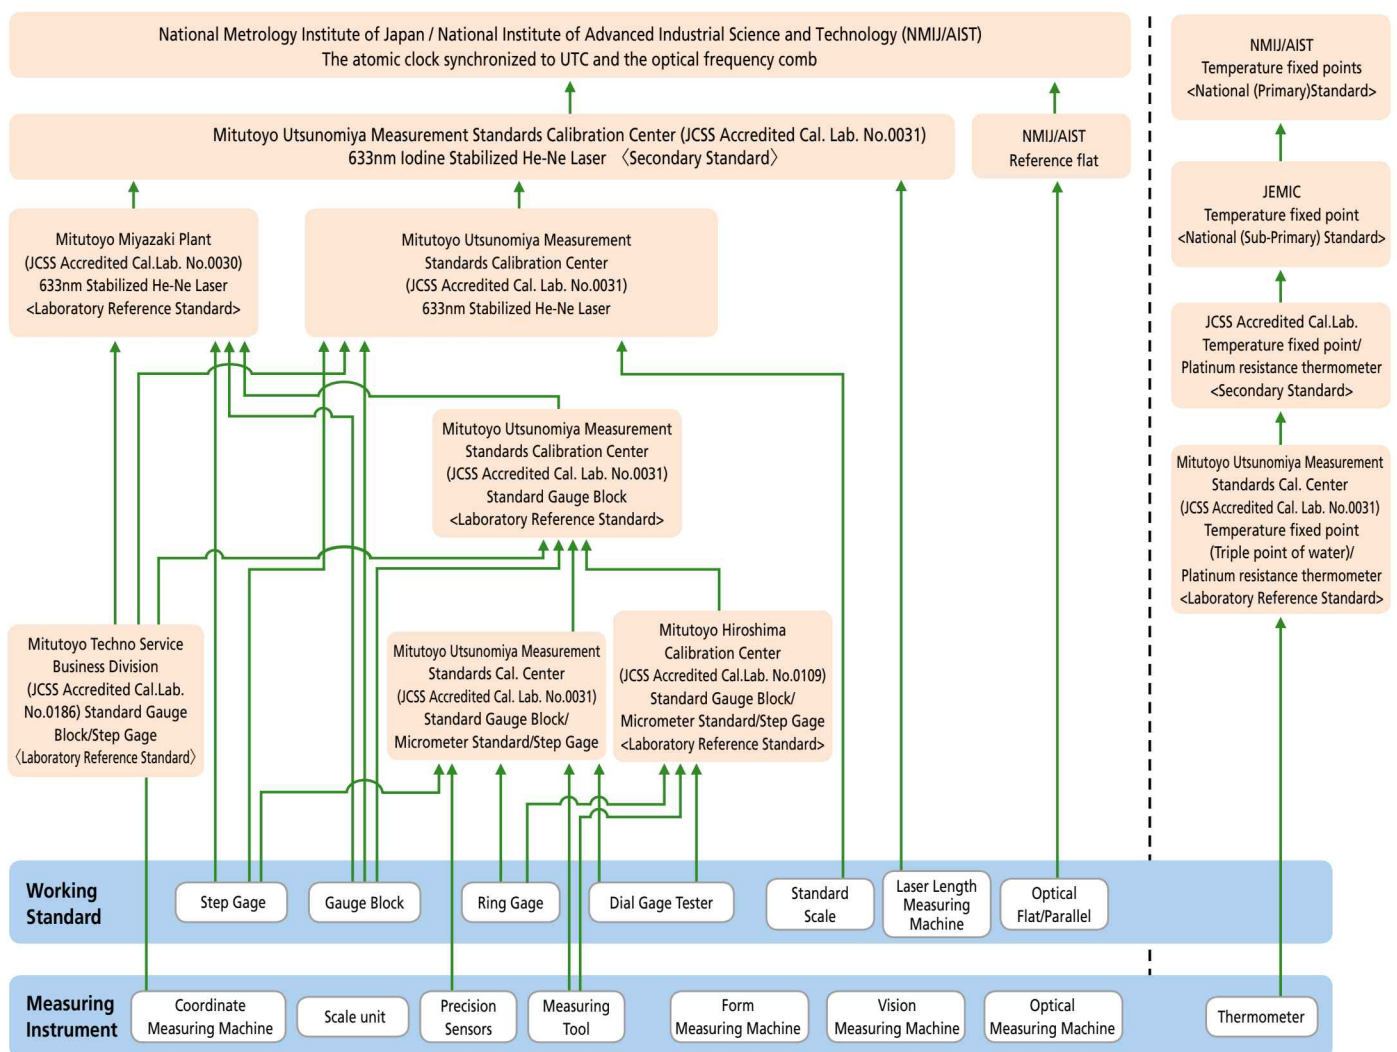 National Metrology Institute of Japan / National Institute of Advanced Industrial Science and Technology (NMIJ/AIST)
The atomic clock synchronized to UTC and the optical frequency comb
NMIJ/AIST
Temperature fixed points
<National (Primary)Standard>
Mitutoyo Utsunomiya Measurement Standards Calibration Center (JCSS Accredited Cal. Lab. No.0031)
633nm Iodine Stabilized He-Ne Laser 〈Secondary Standard〉
NMIJ/AIST
Reference flat
JEMIC
Temperature fixed point
<National (Sub-Primary) Standard>
Mitutoyo Miyazaki Plant
(JCSS Accredited Cal.Lab. No.0030)
633nm Stabilized He-Ne Laser
<Laboratory Reference Standard>
Mitutoyo Utsunomiya Measurement
Standards Calibration Center
(JCSS Accredited Cal. Lab. No.0031)
633nm Stabilized He-Ne Laser
JCSS Accredited Cal.Lab.
Temperature fixed point/
Platinum resistance thermometer
<Secondary Standard>
Mitutoyo Utsunomiya Measurement
Standards Calibration Center
(JCSS Accredited Cal. Lab. No.0031)
Standard Gauge Block
<Laboratory Reference Standard>
Mitutoyo Utsunomiya Measurement
Standards Cal. Center
(JCSS Accredited Cal. Lab. No.0031)
Temperature fixed point
(Triple point of water)/
Platinum resistance thermometer
<Laboratory Reference Standard>
Mitutoyo Techno Service
Business Division
(JCSS Accredited Cal.Lab.
No.0186) Standard Gauge
Block/Step Gage
〈Laboratory Reference Standard〉
Mitutoyo Utsunomiya Measurement
Standards Cal. Center
(JCSS Accredited Cal. Lab. No.0031)
Standard Gauge Block/
Micrometer Standard/Step Gage
Mitutoyo Hiroshima
Calibration Center
(JCSS Accredited Cal.Lab. No.0109)
Standard Gauge Block/
Micrometer Standard/Step Gage
<Laboratory Reference Standard>
Working
Standard
Step Gage
Gauge Block
Ring Gage
Dial Gage Tester
Standard
Scale
Laser Length
Measuring
Machine
Optical
Flat/Parallel
Measuring
Instrument
Coordinate
Measuring Machine
Scale unit
Precision
Sensors
Measuring
Tool
Form
Measuring Machine
Vision
Measuring Machine
Optical
Measuring Machine
Thermometer